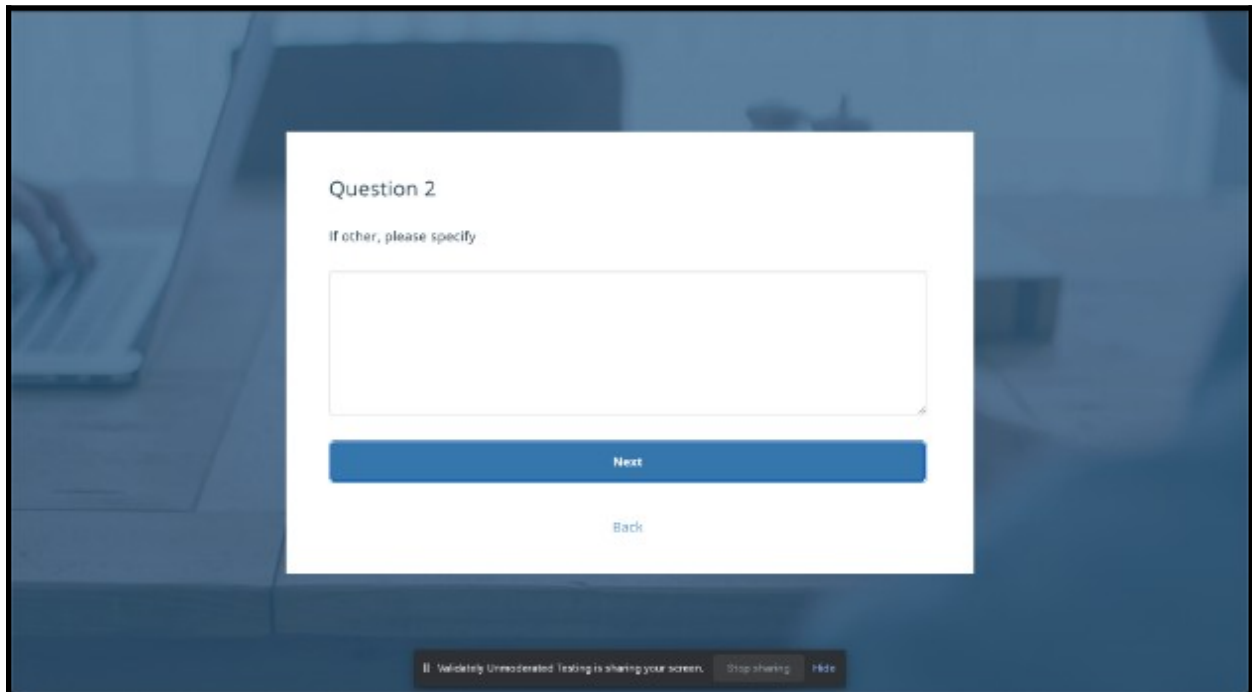 Question 2
If other, please specify
Next
Back
Validately Unmoderated Testing is sharing your screen. Stop sharing Hide